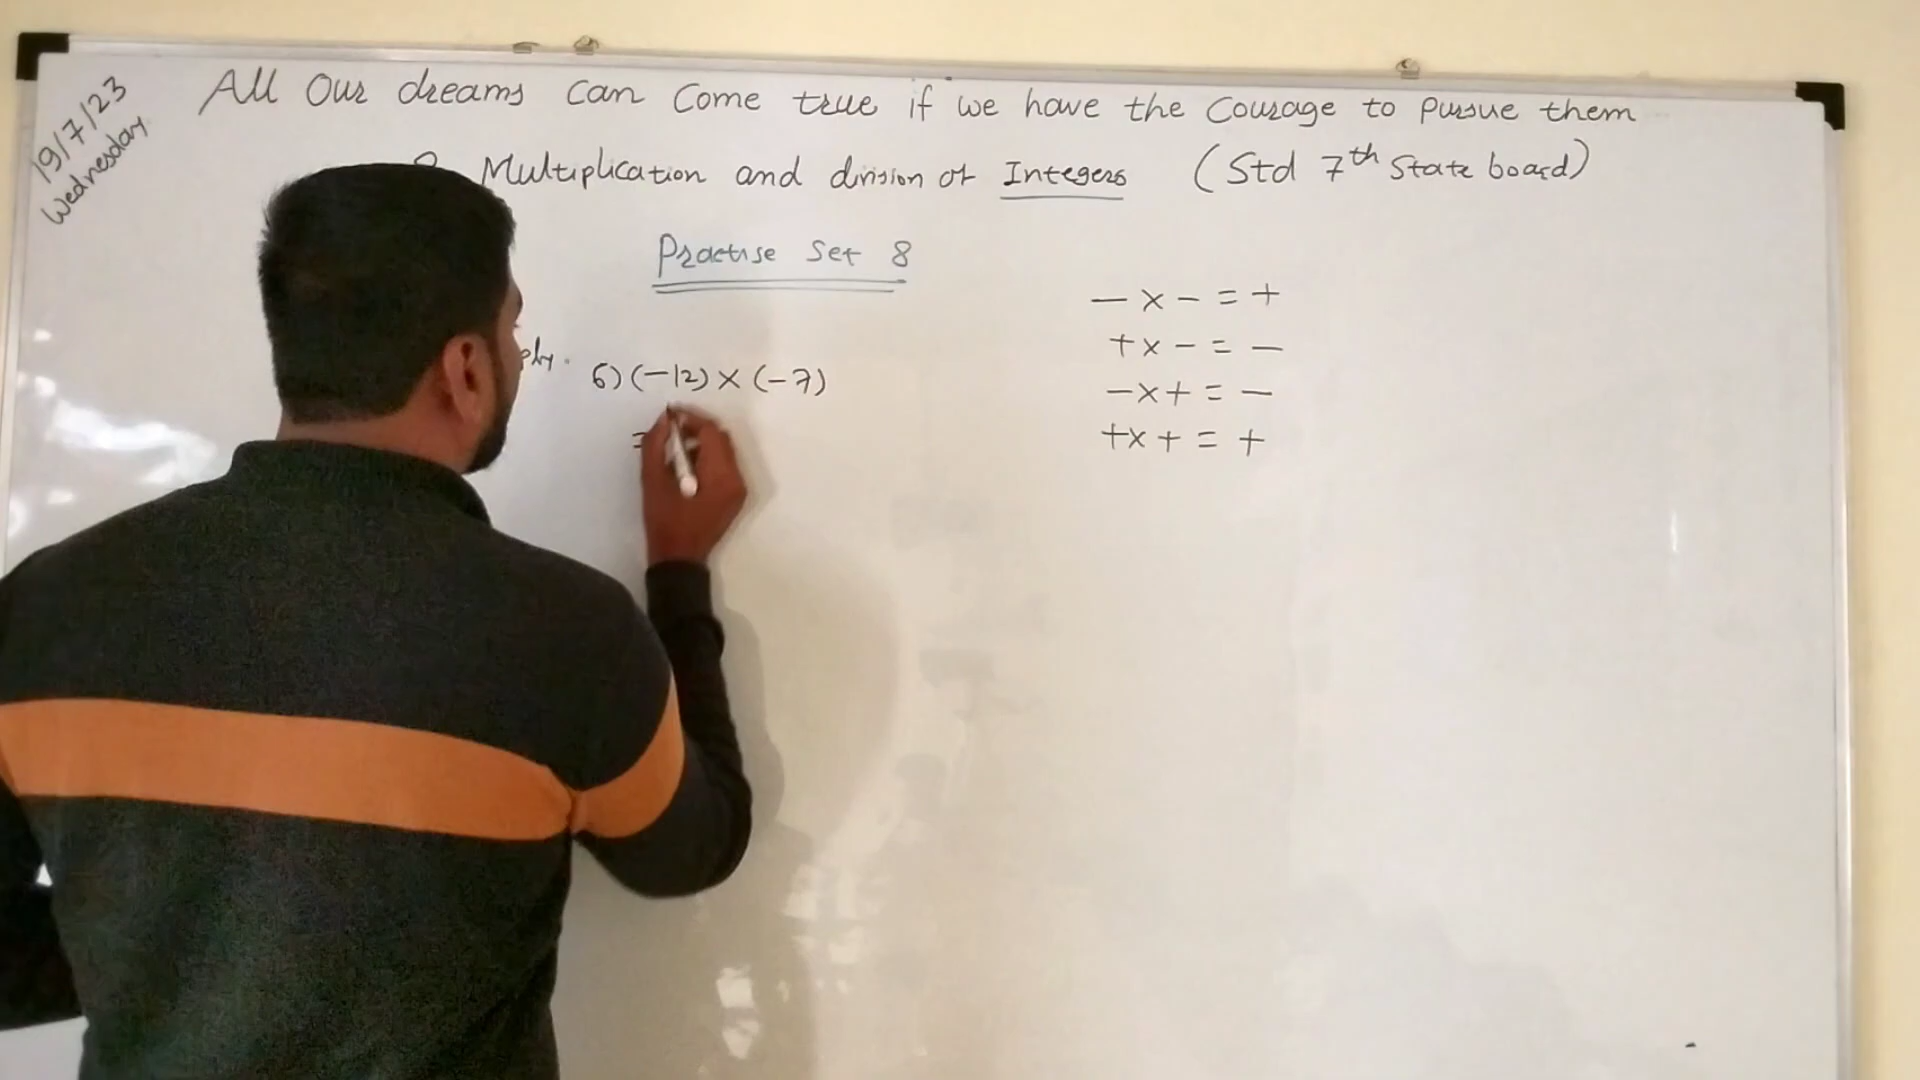 19/7/23
Wednesday
All Our dreams can Come true if we have the Courage to pursue them
Multiplication and division of Integers (Std 7th State board)
Practise Set 8
ply.
6) (-12) × (-7)
=
- × - = +
+ × - = -
- × + = -
+ × + = +